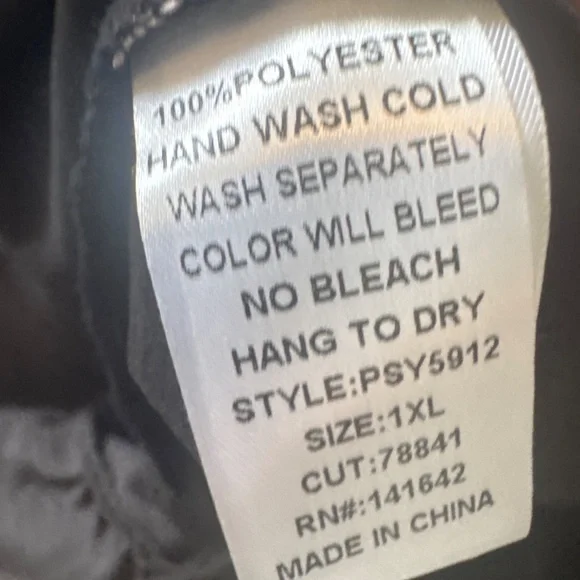 100%POLYESTER
HAND WASH COLD
WASH SEPARATELY
COLOR WILL BLEED
NO BLEACH
HANG TO DRY
STYLE:PSY5912
SIZE:1XL
CUT:78841
RN#:141642
MADE IN CHINA